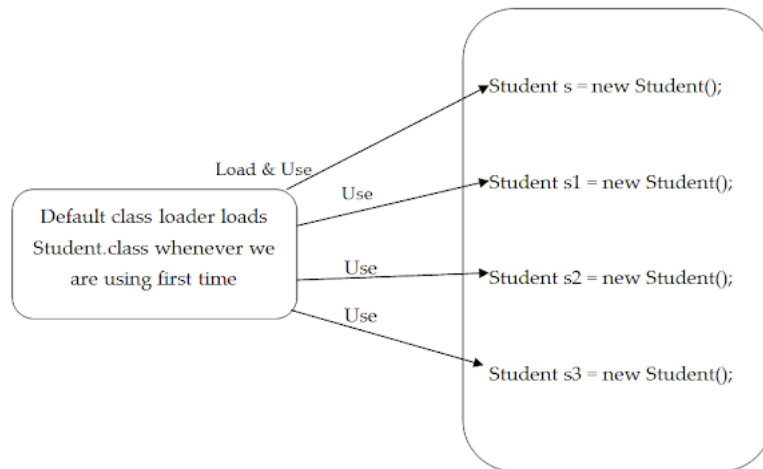 Student s = new Student();
Load & Use
Student s1 = new Student();
Use
Default class loader loads
Student.class whenever we
are using first time
Use
Student s2 = new Student();
Use
Student s3 = new Student();